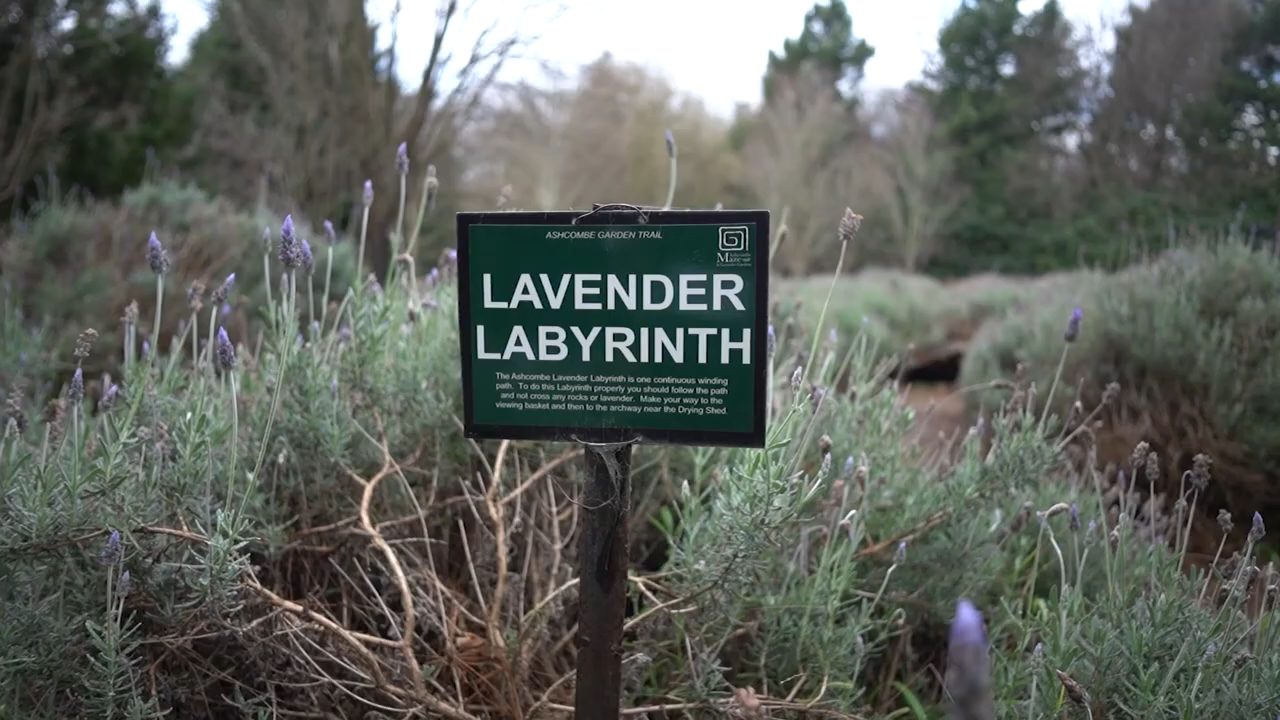 ASHCOMBE GARDEN TRAIL
Maze
LAVENDER
LABYRINTH
The Ashcombe Lavender Labyrinth is one continuous winding
path. To do this Labyrinth properly you should follow the path
and not cross any rocks or lavender. Make your way to the
viewing basket and then to the archway near the Drying Shed.